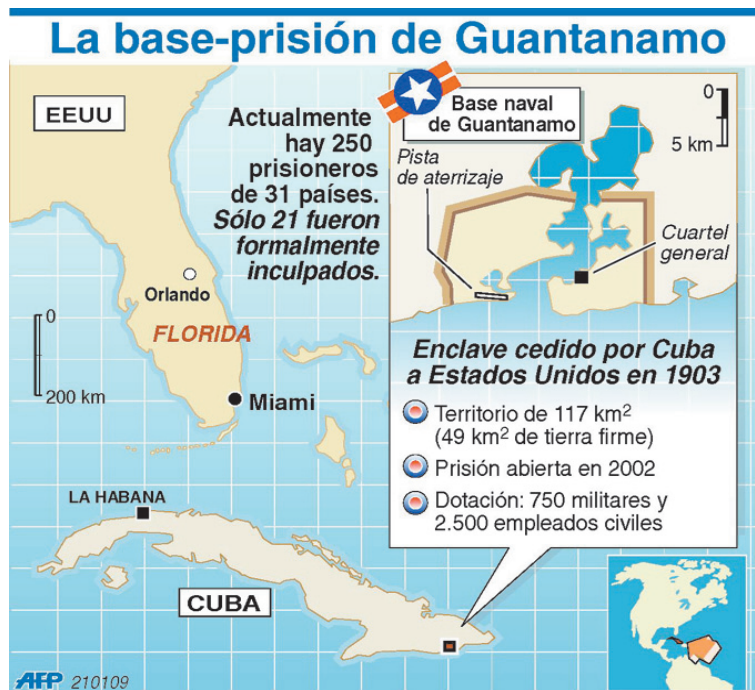 La base-prisión de Guantanamo
EEUU
Actualmente
hay 250
prisioneros
de 31 países.
Sólo 21 fueron
formalmente
inculpados.
Orlando
FLORIDA
0
200 km
Miami
LA HABANA
CUBA
Base naval
de Guantanamo
0
5 km
Pista
de aterrizaje
Cuartel
general
Enclave cedido por Cuba
a Estados Unidos en 1903
Territorio de 117 km²
(49 km² de tierra firme)
Prisión abierta en 2002
Dotación: 750 militares y
2.500 empleados civiles
AFP 210109